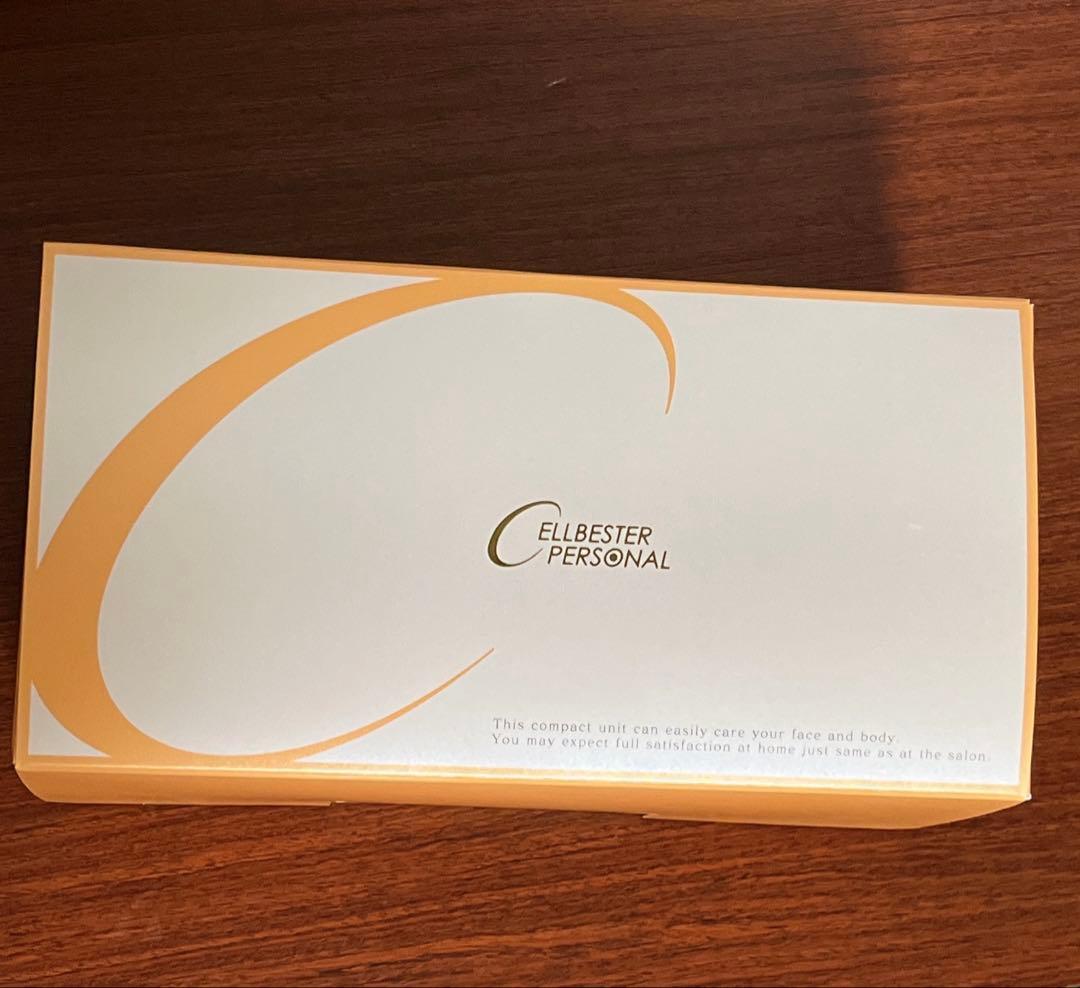 CELLBESTER
PERSONAL
This compact unit can easily care your face and body.
You may expect full satisfaction at home just same as at the salon.